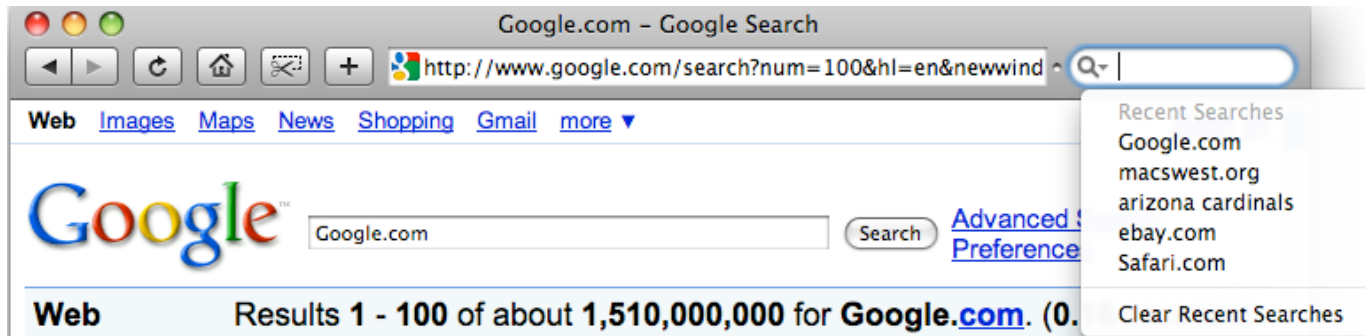 Google.com – Google Search
http://www.google.com/search?num=100&hl=en&newwind
Web Images Maps News Shopping Gmail more ▼
Recent Searches
Google.com
macswest.org
arizona cardinals
ebay.com
Safari.com
Clear Recent Searches
Google™
Google.com
Search
Advanced
Preference
Web Results 1 - 100 of about 1,510,000,000 for Google.com. (0.